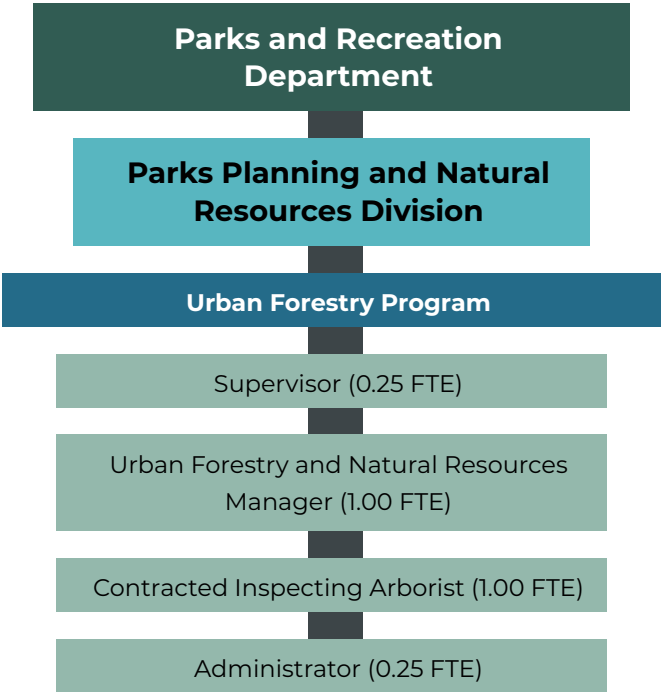 Parks and Recreation
Department
Parks Planning and Natural
Resources Division
Urban Forestry Program
Supervisor (0.25 FTE)
Urban Forestry and Natural Resources
Manager (1.00 FTE)
Contracted Inspecting Arborist (1.00 FTE)
Administrator (0.25 FTE)